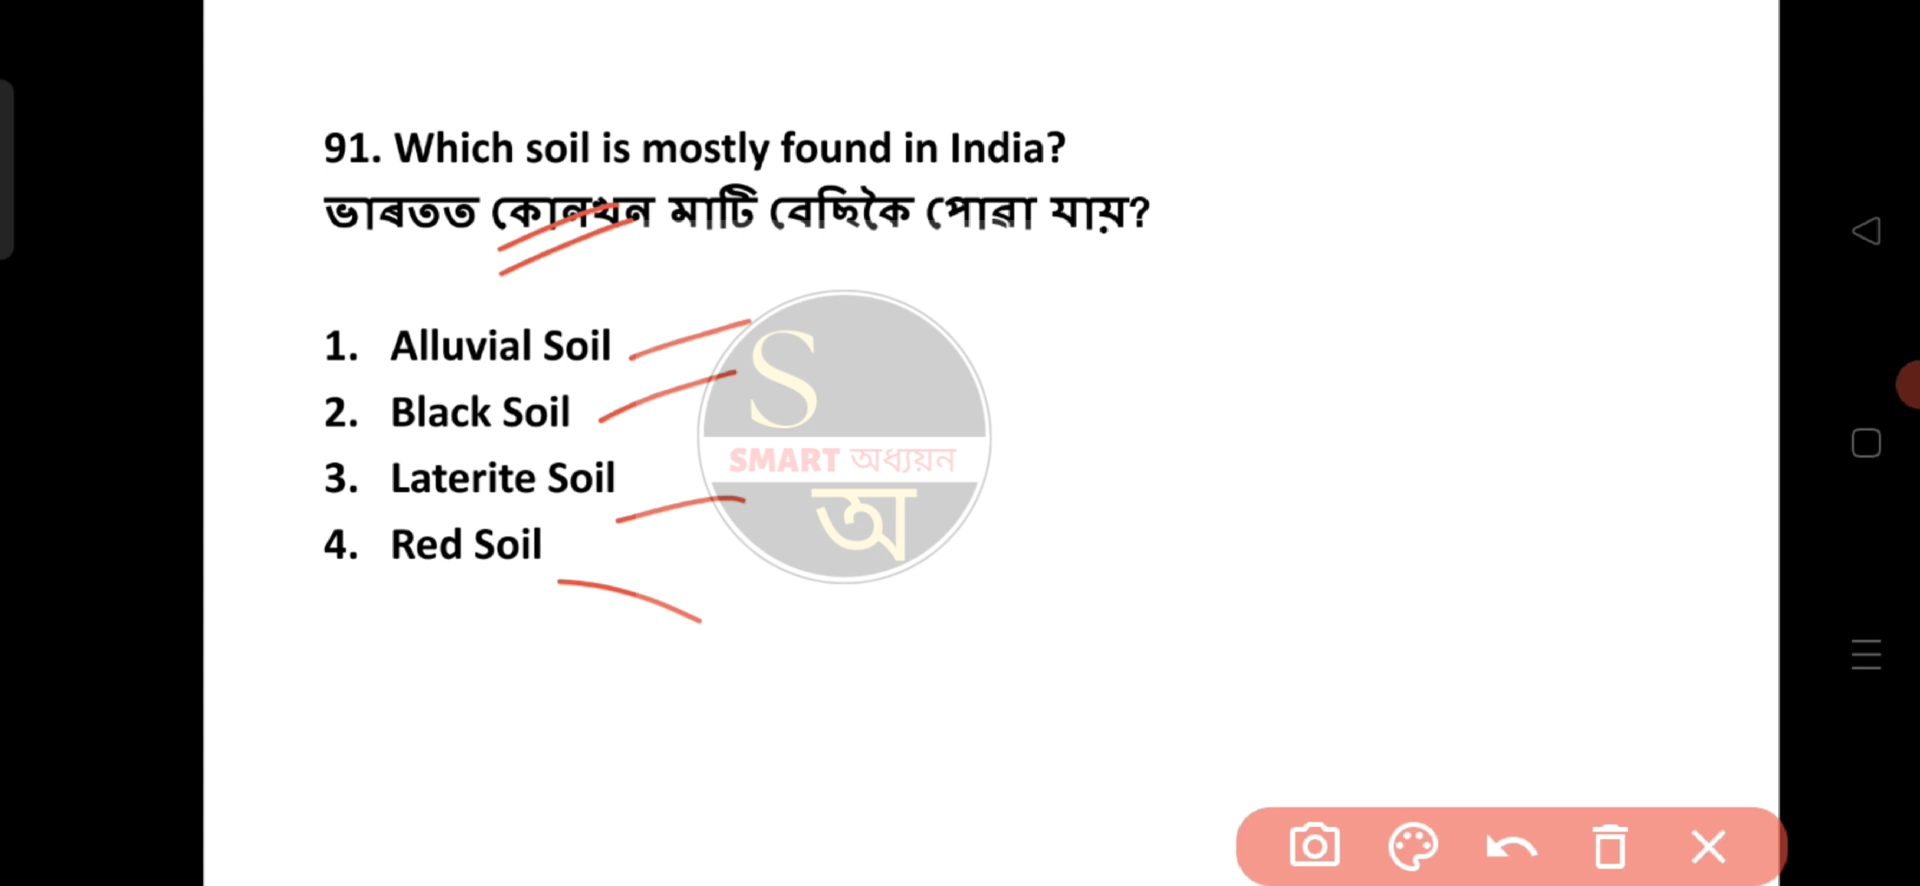 91. Which soil is mostly found in India?
ভাৰতত কোনখন মাটি বেছিকৈ পোৱা যায়?
1. Alluvial Soil
2. Black Soil
3. Laterite Soil
4. Red Soil
S
SMART অধ্যয়ন
অ